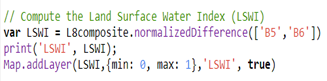 // Compute the Land Surface Water Index (LSWI)
var LSWI = L8composite.normalizedDifference(['B5','B6'])
print('LSWI', LSWI);
Map.addLayer(LSWI,{min: 0, max: 1},'LSWI', true)